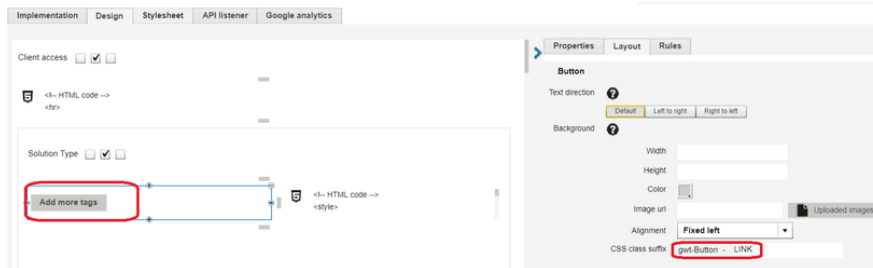 Implementation Design Stylesheet API listener Google analytics
Client access
<!-- HTML code -->
<hr>
Solution Type
Add more tags
<!-- HTML code -->
<style>
Properties Layout Rules
Button
Text direction ?
Default Left to right Right to left
Background ?
Width
Height
Color
Image url Uploaded images
Alignment Fixed left
CSS class suffix gwt-Button - LINK